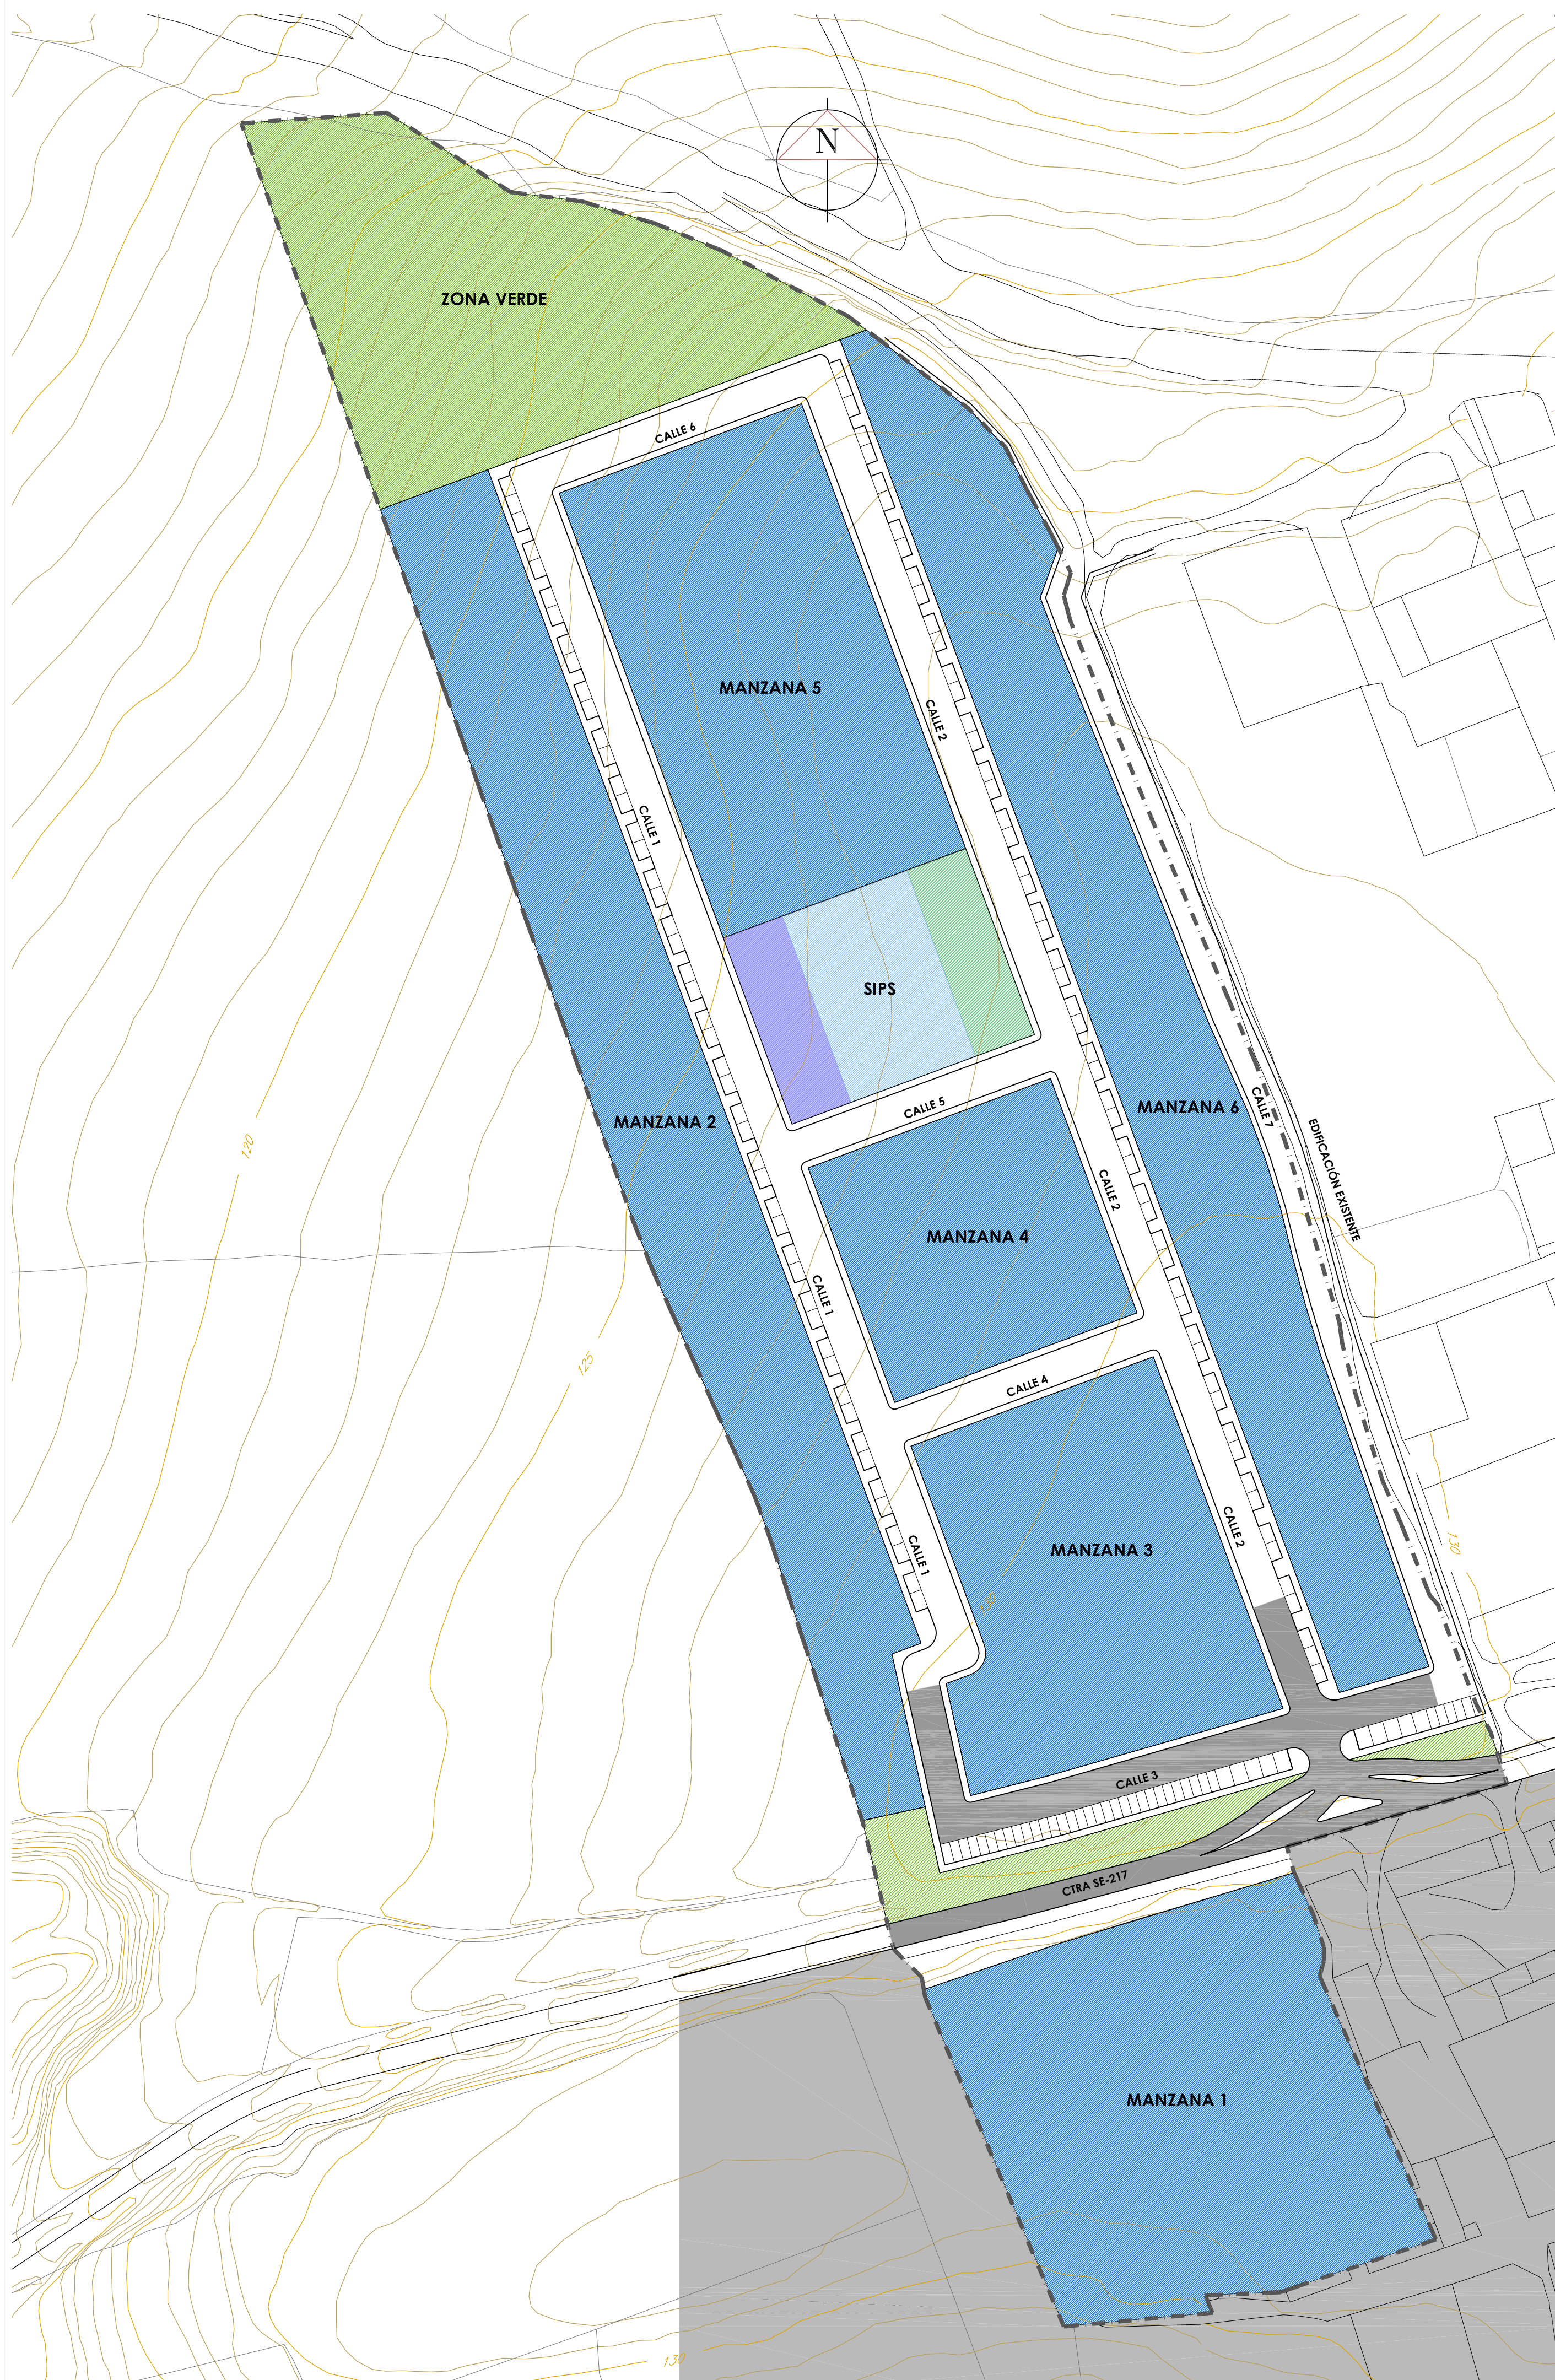 N
ZONA VERDE
CALLE 6
MANZANA 5
CALLE 2
CALLE 1
SIPS
CALLE 5
MANZANA 2
MANZANA 6
CALLE 7
EDIFICACIÓN EXISTENTE
120
CALLE 2
MANZANA 4
CALLE 1
125
CALLE 4
CALLE 2
MANZANA 3
CALLE 1
130
130
CALLE 3
CTRA SE-217
MANZANA 1
130